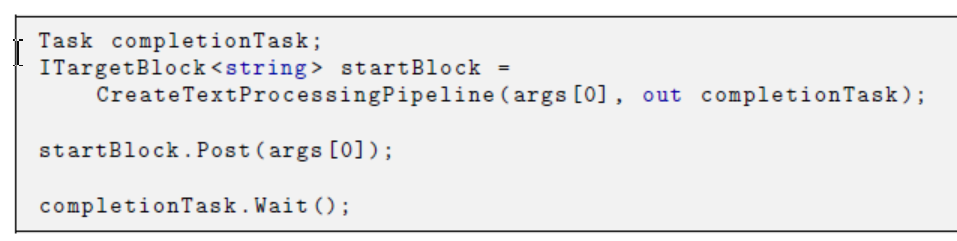 Task completionTask;
ITargetBlock<string> startBlock =
CreateTextProcessingPipeline(args[0], out completionTask);
startBlock.Post(args[0]);
completionTask.Wait();